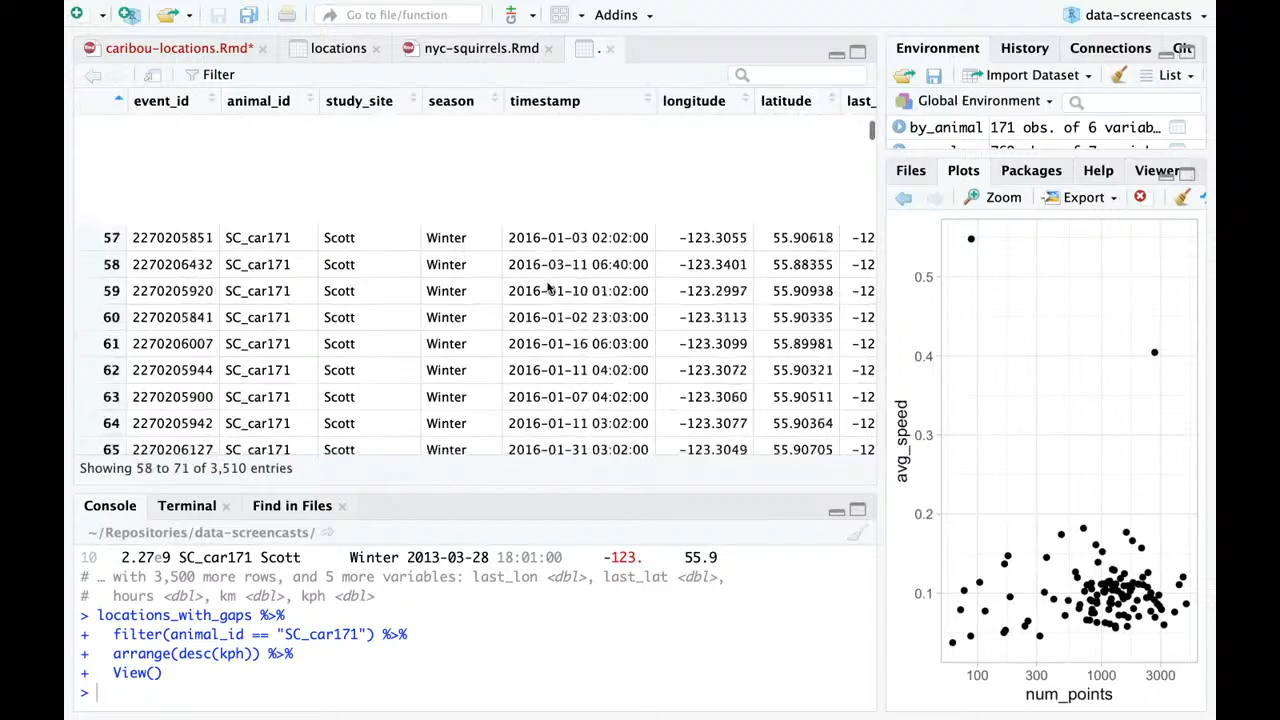 Go to file/function
Addins
data-screencasts
caribou-locations.Rmd*
locations
nyc-squirrels.Rmd
.
Filter
event_id animal_id study_site season timestamp longitude latitude last_
57 2270205851 SC_car171 Scott Winter 2016-01-03 02:02:00 -123.3055 55.90618 -12
58 2270206432 SC_car171 Scott Winter 2016-03-11 06:40:00 -123.3401 55.88355 -12
59 2270205920 SC_car171 Scott Winter 2016-01-10 01:02:00 -123.2997 55.90938 -12
60 2270205841 SC_car171 Scott Winter 2016-01-02 23:03:00 -123.3113 55.90335 -12
61 2270206007 SC_car171 Scott Winter 2016-01-16 06:03:00 -123.3099 55.89981 -12
62 2270205944 SC_car171 Scott Winter 2016-01-11 04:02:00 -123.3072 55.90321 -12
63 2270205900 SC_car171 Scott Winter 2016-01-07 04:02:00 -123.3060 55.90511 -12
64 2270205942 SC_car171 Scott Winter 2016-01-11 03:02:00 -123.3077 55.90364 -12
65 2270206127 SC_car171 Scott Winter 2016-01-31 03:02:00 -123.3049 55.90705 -12
Showing 58 to 71 of 3,510 entries
Console Terminal Find in Files
~/Repositories/data-screencasts/
10 2.27e9 SC_car171 Scott Winter 2013-03-28 18:01:00 -123. 55.9
# … with 3,500 more rows, and 5 more variables: last_lon <dbl>, last_lat <dbl>,
# hours <dbl>, km <dbl>, kph <dbl>
> locations_with_gaps %>%
+ filter(animal_id == "SC_car171") %>%
+ arrange(desc(kph)) %>%
+ View()
>
Environment History Connections Git
Import Dataset List
Global Environment
by_animal 171 obs. of 6 variab…
Files Plots Packages Help Viewer
Zoom Export
0.5
0.4
0.3
0.2
0.1
avg_speed
100 300 1000 3000
num_points